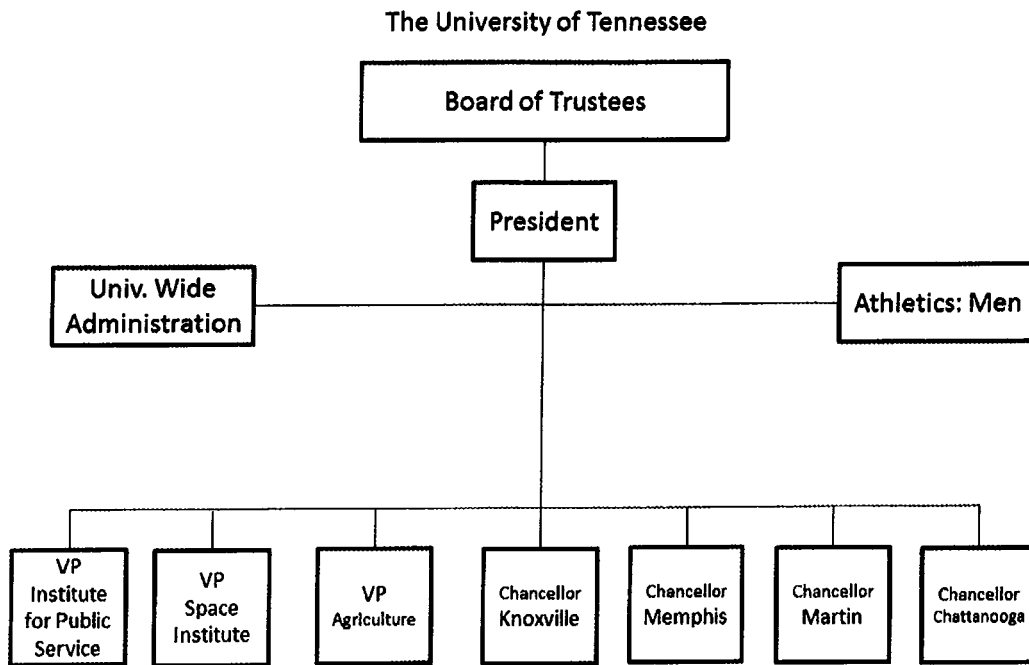 The University of Tennessee
Board of Trustees
President
Univ. Wide
Administration
Athletics: Men
VP
Institute
for Public
Service
VP
Space
Institute
VP
Agriculture
Chancellor
Knoxville
Chancellor
Memphis
Chancellor
Martin
Chancellor
Chattanooga